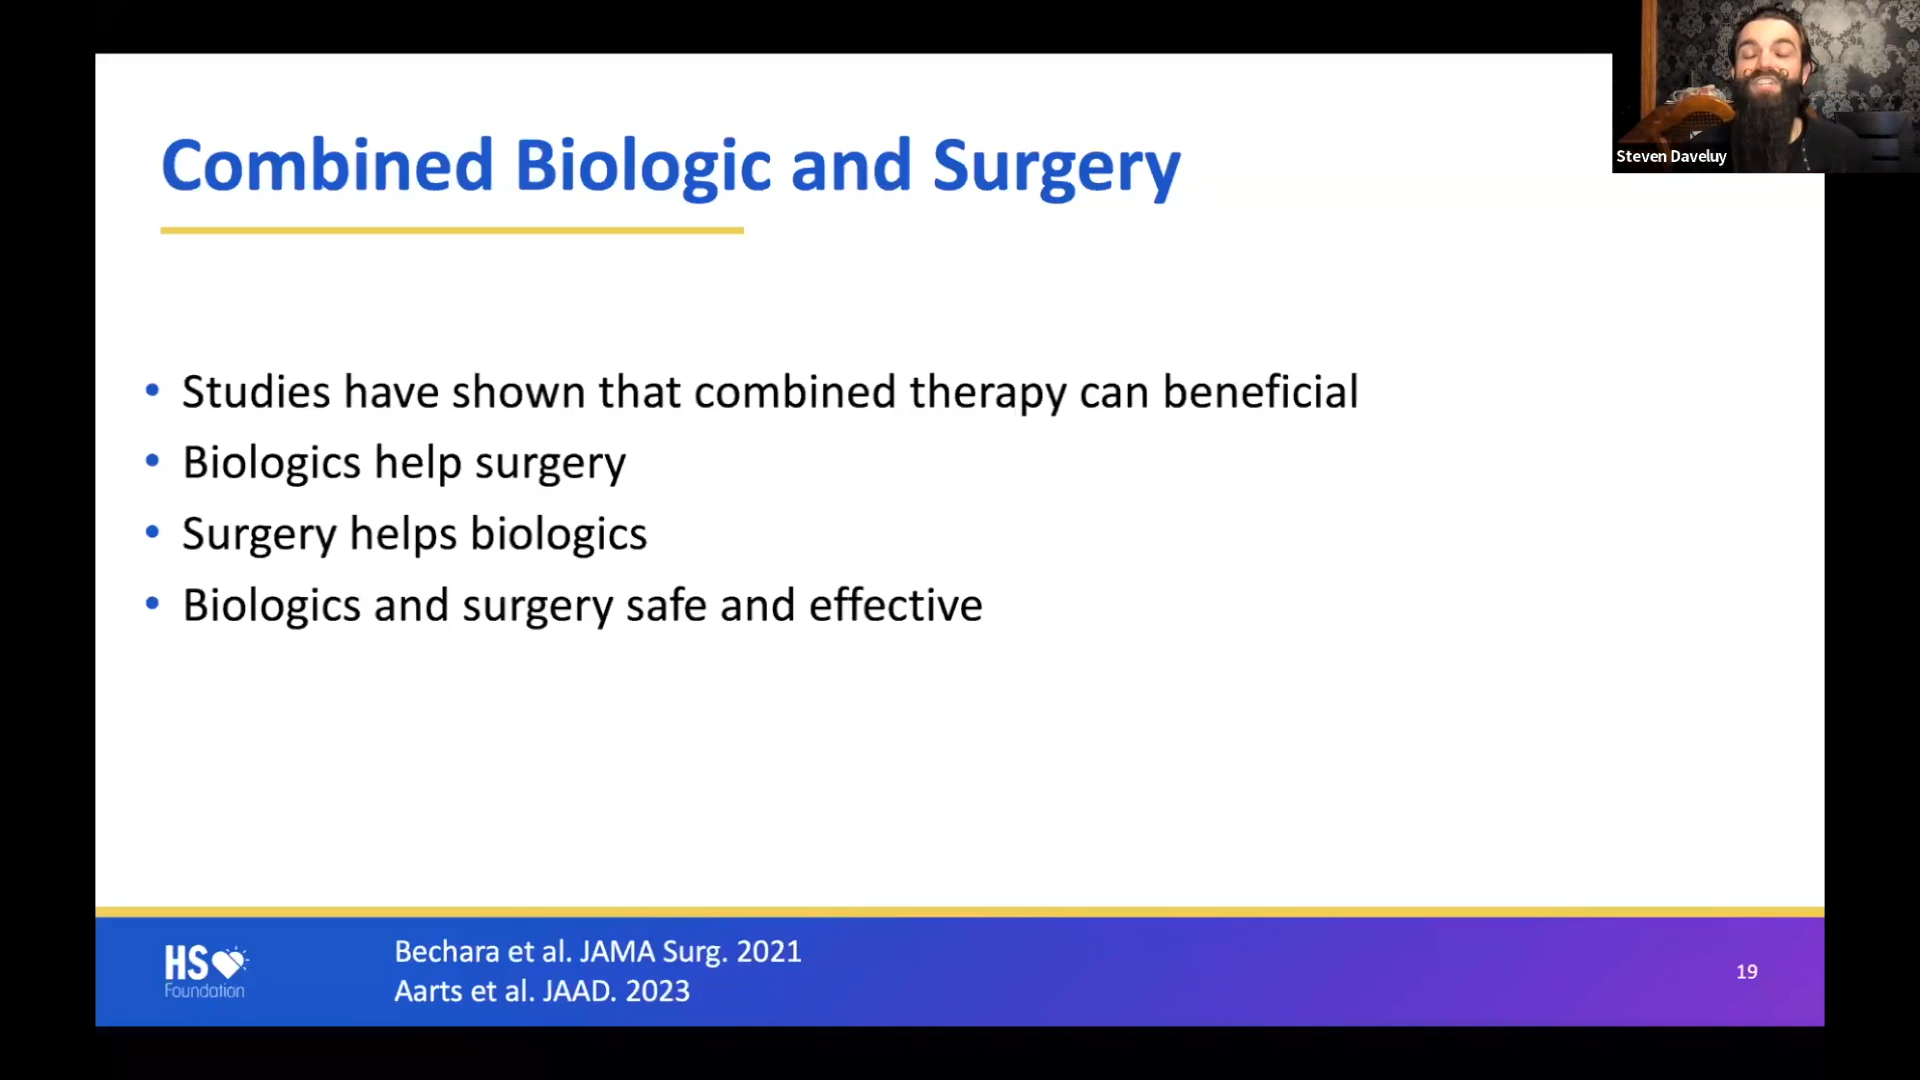 Steven Daveluy
Combined Biologic and Surgery
• Studies have shown that combined therapy can beneficial
• Biologics help surgery
• Surgery helps biologics
• Biologics and surgery safe and effective
HS
Foundation
Bechara et al. JAMA Surg. 2021
Aarts et al. JAAD. 2023
19